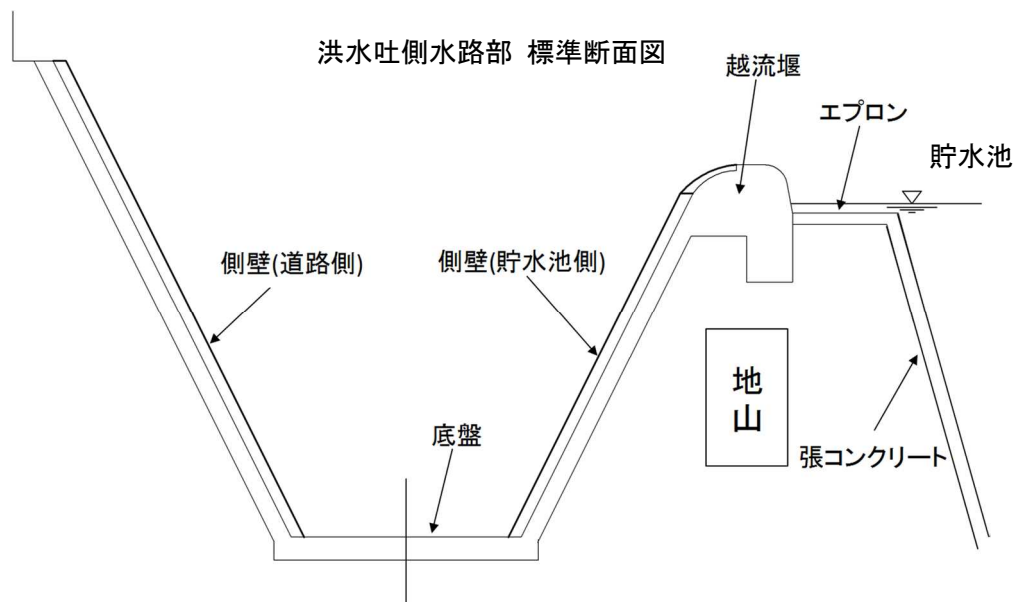 洪水吐側水路部 標準断面図
越流堰
エプロン
貯水池
側壁(道路側)
側壁(貯水池側)
地山
底盤
張コンクリート